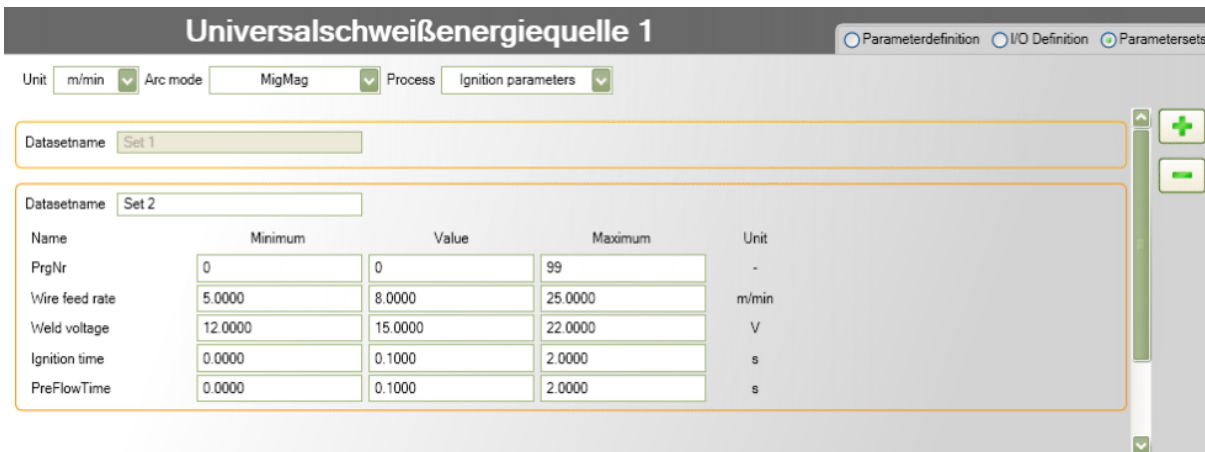 Universalschweißenergiequelle 1
Parameterdefinition I/O Definition Parametersets
Unit m/min Arc mode MigMag Process Ignition parameters
Datasetname Set 1
Datasetname Set 2
Name Minimum Value Maximum Unit
PrgNr 0 0 99 -
Wire feed rate 5.0000 8.0000 25.0000 m/min
Weld voltage 12.0000 15.0000 22.0000 V
Ignition time 0.0000 0.1000 2.0000 s
PreFlowTime 0.0000 0.1000 2.0000 s